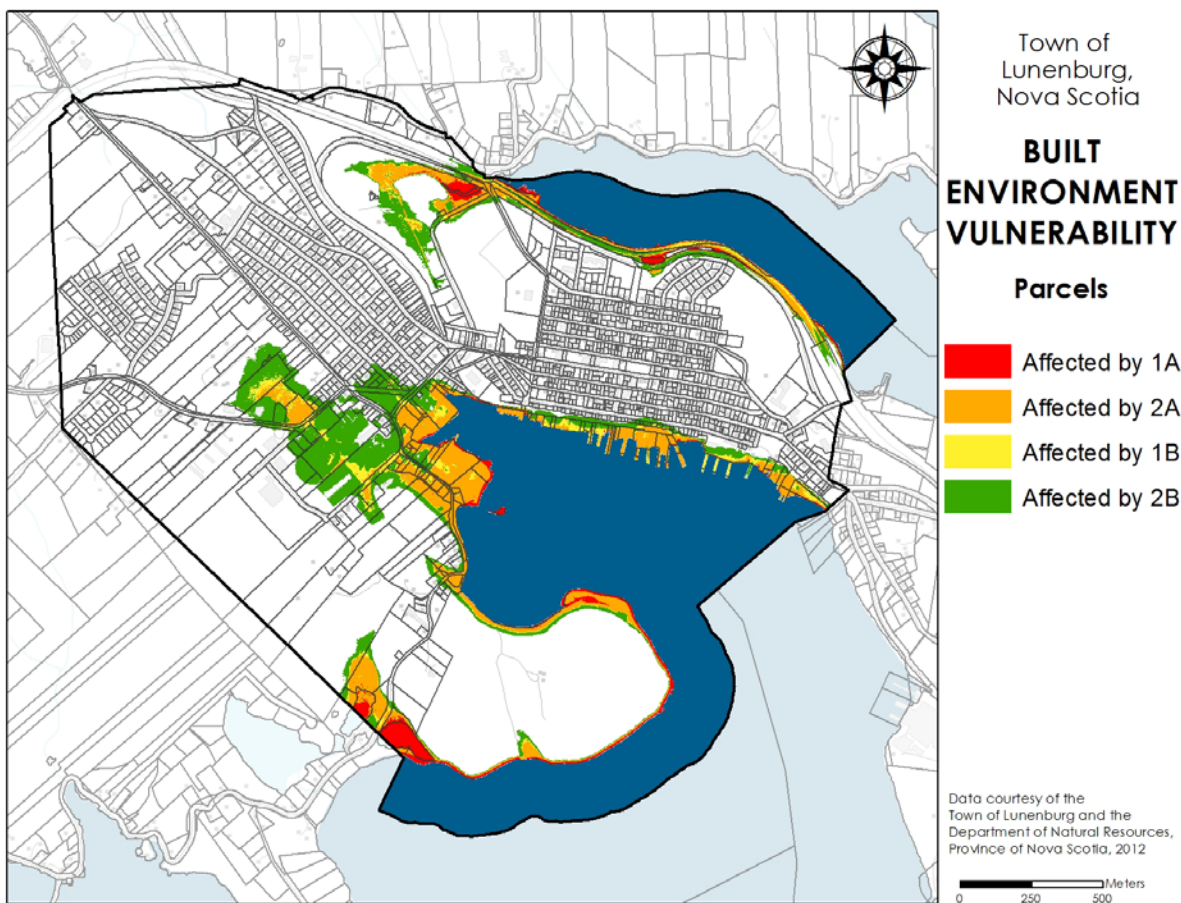 Town of
Lunenburg,
Nova Scotia
BUILT
ENVIRONMENT
VULNERABILITY
Parcels
Affected by 1A
Affected by 2A
Affected by 1B
Affected by 2B
Data courtesy of the
Town of Lunenburg and the
Department of Natural Resources,
Province of Nova Scotia, 2012
Meters
0 250 500